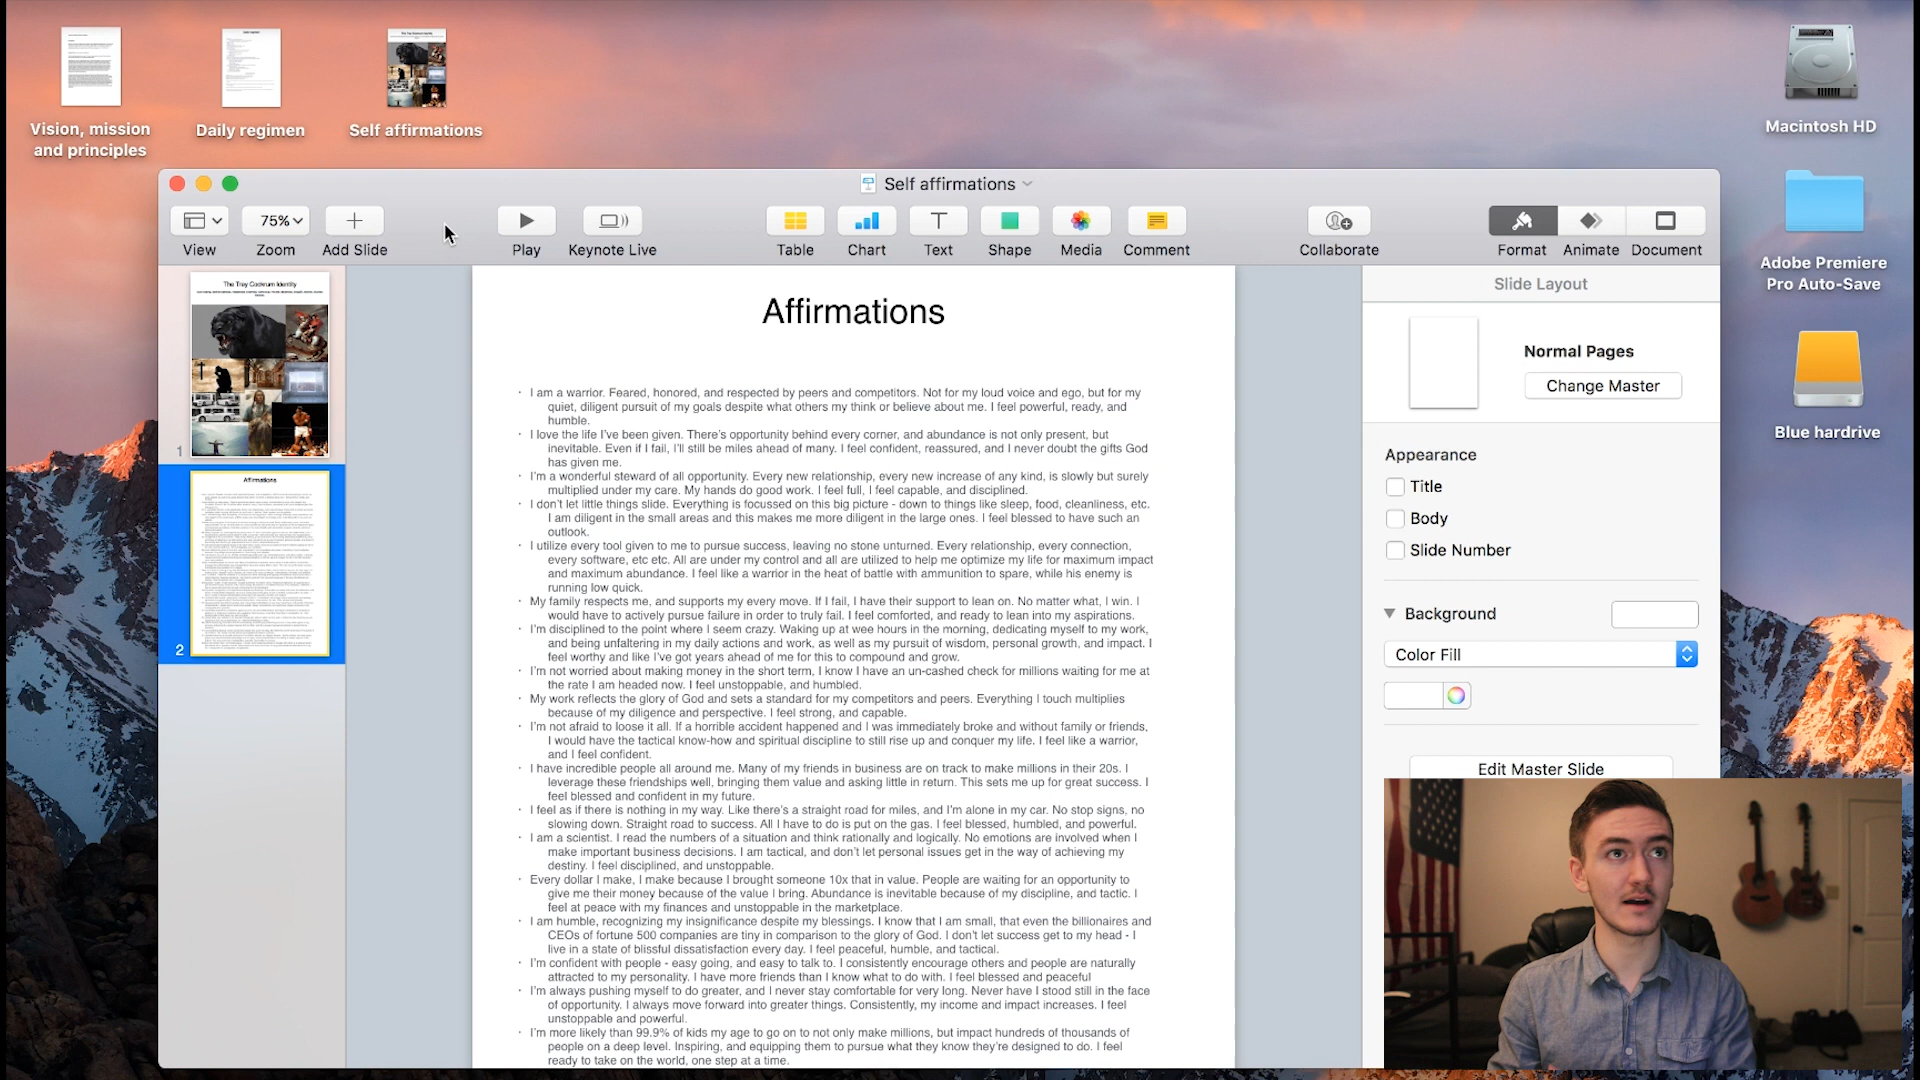 Vision, mission
and principles
Daily regimen
Self affirmations
Macintosh HD
Adobe Premiere
Pro Auto-Save
Blue hardrive
Self affirmations
75%
View
Zoom
Add Slide
Play
Keynote Live
Table
Chart
Text
Shape
Media
Comment
Collaborate
Format
Animate
Document
The Trey Cockrum Identity
1
Affirmations
2
Affirmations
· I am a warrior. Feared, honored, and respected by peers and competitors. Not for my loud voice and ego, but for my
quiet, diligent pursuit of my goals despite what others my think or believe about me. I feel powerful, ready, and
humble.
· I love the life I've been given. There's opportunity behind every corner, and abundance is not only present, but
inevitable. Even if I fail, I'll still be miles ahead of many. I feel confident, reassured, and I never doubt the gifts God
has given me.
· I'm a wonderful steward of all opportunity. Every new relationship, every new increase of any kind, is slowly but surely
multiplied under my care. My hands do good work. I feel full, I feel capable, and disciplined.
· I don't let little things slide. Everything is focussed on this big picture - down to things like sleep, food, cleanliness, etc.
I am diligent in the small areas and this makes me more diligent in the large ones. I feel blessed to have such an
outlook.
· I utilize every tool given to me to pursue success, leaving no stone unturned. Every relationship, every connection,
every software, etc etc. All are under my control and all are utilized to help me optimize my life for maximum impact
and maximum abundance. I feel like a warrior in the heat of battle with ammunition to spare, while his enemy is
running low quick.
· My family respects me, and supports my every move. If I fail, I have their support to lean on. No matter what, I win. I
would have to actively pursue failure in order to truly fail. I feel comforted, and ready to lean into my aspirations.
· I'm disciplined to the point where I seem crazy. Waking up at wee hours in the morning, dedicating myself to my work,
and being unfaltering in my daily actions and work, as well as my pursuit of wisdom, personal growth, and impact. I
feel worthy and like I've got years ahead of me for this to compound and grow.
· I'm not worried about making money in the short term, I know I have an un-cashed check for millions waiting for me at
the rate I am headed now. I feel unstoppable, and humbled.
· My work reflects the glory of God and sets a standard for my competitors and peers. Everything I touch multiplies
because of my diligence and perspective. I feel strong, and capable.
· I'm not afraid to loose it all. If a horrible accident happened and I was immediately broke and without family or friends,
I would have the tactical know-how and spiritual discipline to still rise up and conquer my life. I feel like a warrior,
and I feel confident.
· I have incredible people all around me. Many of my friends in business are on track to make millions in their 20s. I
leverage these friendships well, bringing them value and asking little in return. This sets me up for great success. I
feel blessed and confident in my future.
· I feel as if there is nothing in my way. Like there's a straight road for miles, and I'm alone in my car. No stop signs, no
slowing down. Straight road to success. All I have to do is put on the gas. I feel blessed, humbled, and powerful.
· I am a scientist. I read the numbers of a situation and think rationally and logically. No emotions are involved when I
make important business decisions. I am tactical, and don't let personal issues get in the way of achieving my
destiny. I feel disciplined, and unstoppable.
· Every dollar I make, I make because I brought someone 10x that in value. People are waiting for an opportunity to
give me their money because of the value I bring. Abundance is inevitable because of my discipline, and tactic. I
feel at peace with my finances and unstoppable in the marketplace.
· I am humble, recognizing my insignificance despite my blessings. I know that I am small, that even the billionaires and
CEOs of fortune 500 companies are tiny in comparison to the glory of God. I don't let success get to my head - I
live in a state of blissful dissatisfaction every day. I feel peaceful, humble, and tactical.
· I'm confident with people - easy going, and easy to talk to. I consistently encourage others and people are naturally
attracted to my personality. I have more friends than I know what to do with. I feel blessed and peaceful
· I'm always pushing myself to do greater, and I never stay comfortable for very long. Never have I stood still in the face
of opportunity. I always move forward into greater things. Consistently, my income and impact increases. I feel
unstoppable and powerful.
· I'm more likely than 99.9% of kids my age to go on to not only make millions, but impact hundreds of thousands of
people on a deep level. Inspiring, and equipping them to pursue what they know they're designed to do. I feel
ready to take on the world, one step at a time.
Slide Layout
Normal Pages
Change Master
Appearance
Title
Body
Slide Number
Background
Color Fill
Edit Master Slide